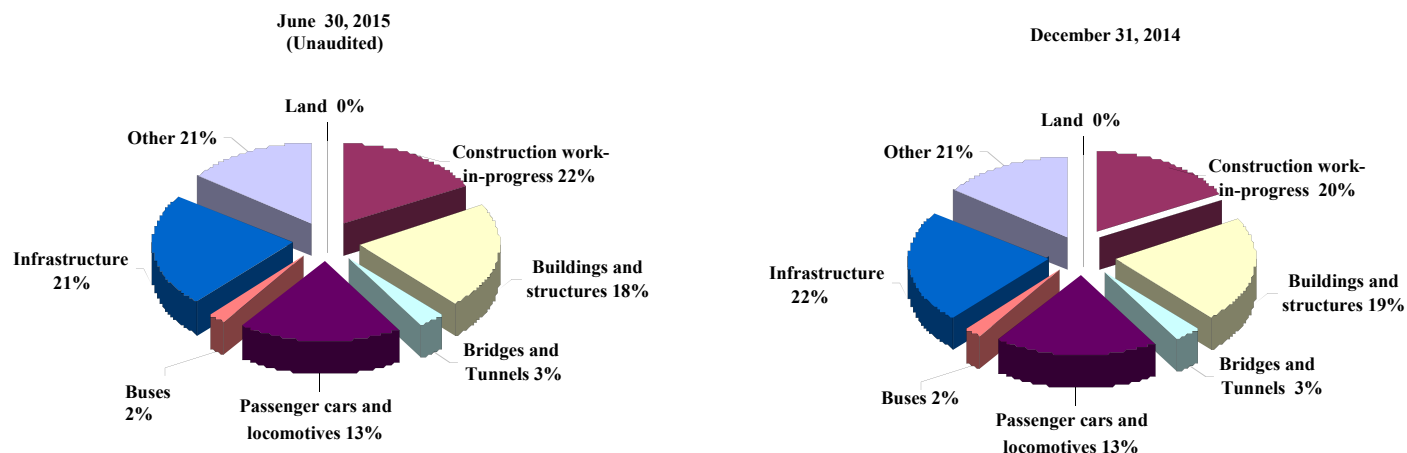 June 30, 2015
(Unaudited)
Land 0%
Other 21%
Construction work-
in-progress 22%
Infrastructure
21%
Buildings and
structures 18%
Bridges and
Tunnels 3%
Buses
2%
Passenger cars and
locomotives 13%
December 31, 2014
Land 0%
Other 21%
Construction work-
in-progress 20%
Infrastructure
22%
Buildings and
structures 19%
Bridges and
Tunnels 3%
Buses 2%
Passenger cars and
locomotives 13%